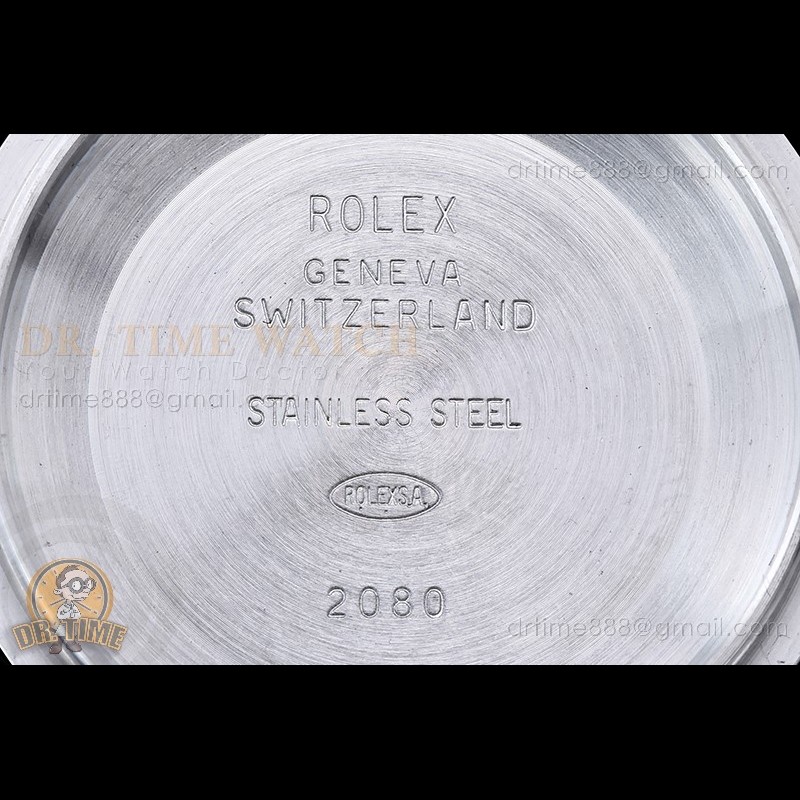 drtime888@gmail.com
ROLEX
GENEVA
SWITZERLAND
DR. TIME WATCH
Your Watch Doctor
drtime888@gmail.com
STAINLESS STEEL
ROLEX S.A.
2080
DR. TIME
drtime888@gmail.com